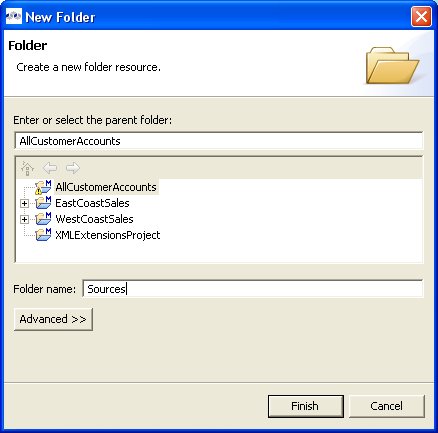 New Folder
Folder
Create a new folder resource.
Enter or select the parent folder:
AllCustomerAccounts
AllCustomerAccounts
EastCoastSales
WestCoastSales
XMLExtensionsProject
Folder name: Sources
Advanced >>
Finish Cancel